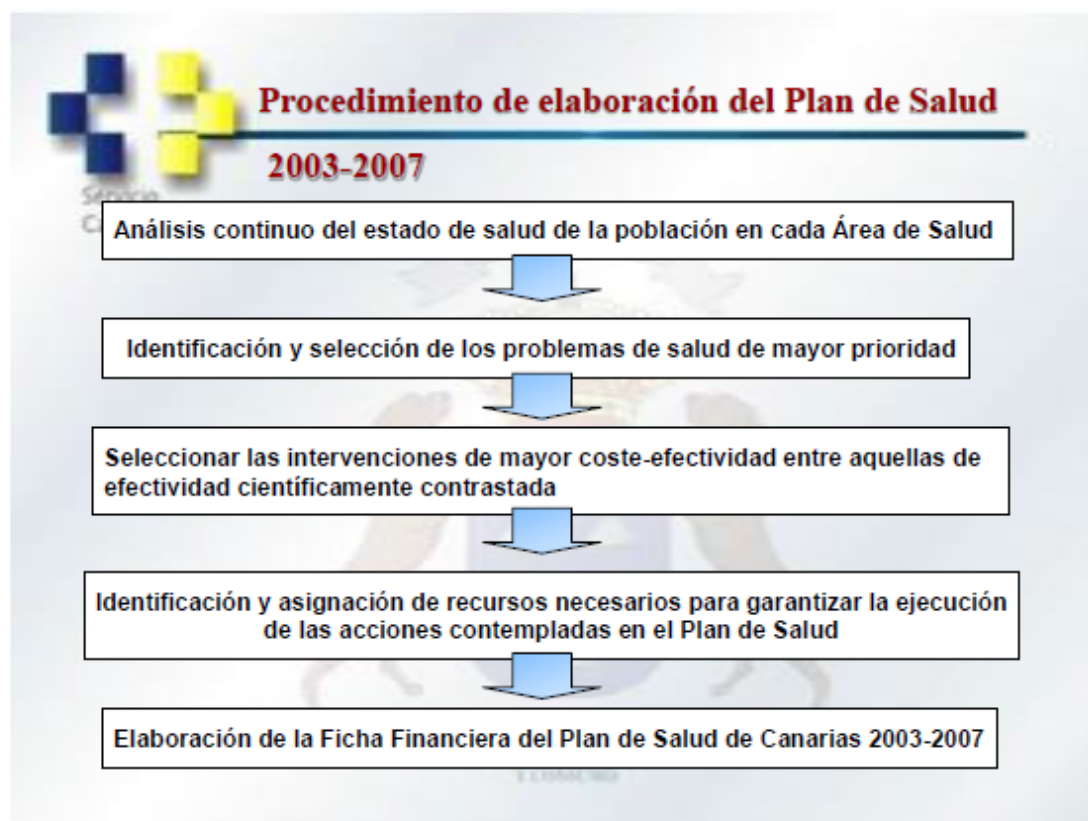 Procedimiento de elaboración del Plan de Salud
2003-2007
Servicio
Análisis continuo del estado de salud de la población en cada Área de Salud
Identificación y selección de los problemas de salud de mayor prioridad
Seleccionar las intervenciones de mayor coste-efectividad entre aquellas de
efectividad científicamente contrastada
Identificación y asignación de recursos necesarios para garantizar la ejecución
de las acciones contempladas en el Plan de Salud
Elaboración de la Ficha Financiera del Plan de Salud de Canarias 2003-2007
Y CONSUMO